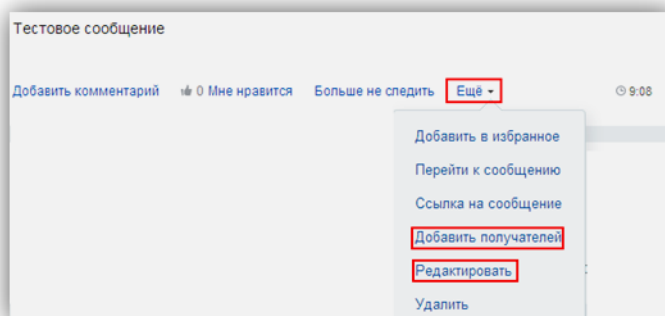 Тестовое сообщение
Добавить комментарий 0 Мне нравится Больше не следить Ещё 9:08
Добавить в избранное
Перейти к сообщению
Ссылка на сообщение
Добавить получателей
Редактировать
Удалить